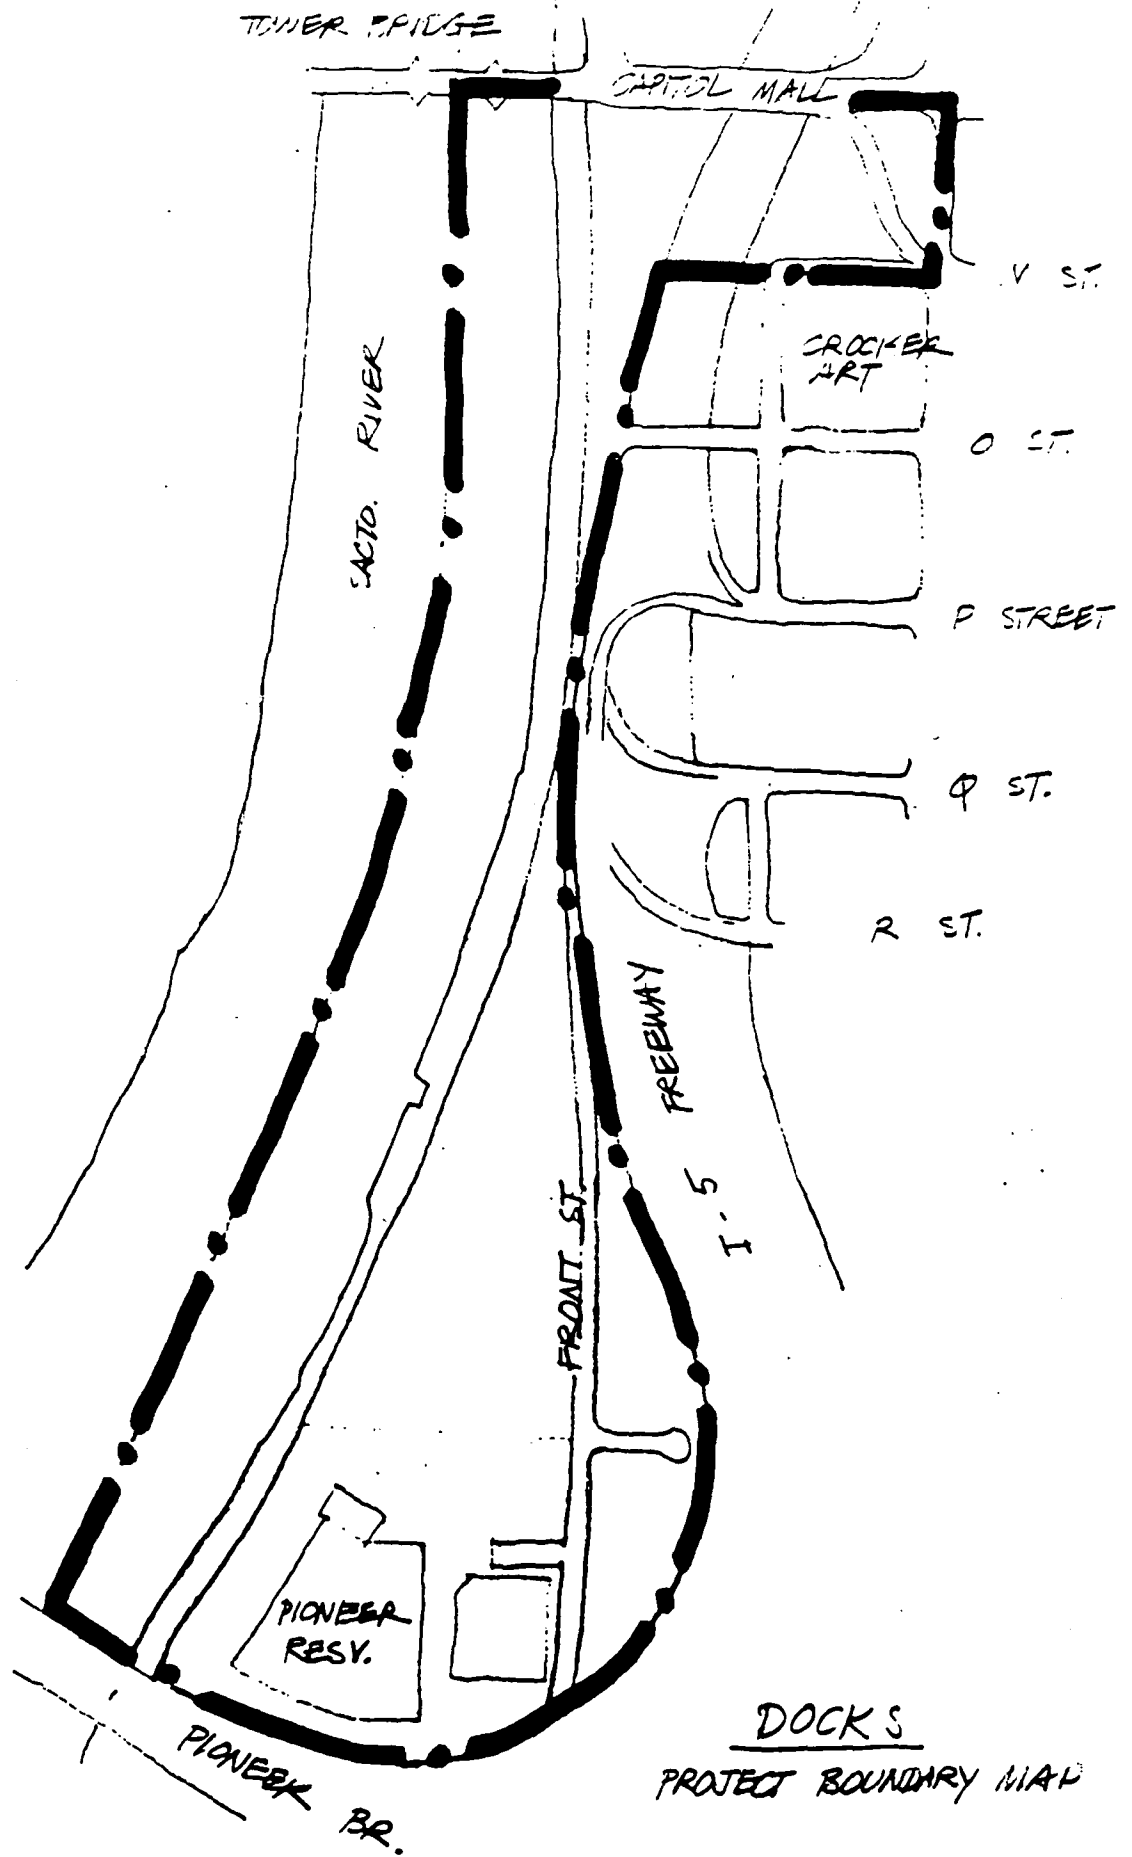 TOWER BRIDGE
CAPITOL MALL
ST.
CROCKER
ART
SACTO. RIVER
O ST.
P STREET
Q ST.
R ST.
I-5 FREEWAY
FRONT ST.
PIONEER
RESV.
PIONEER BR.
DOCKS
PROJECT BOUNDARY MAP